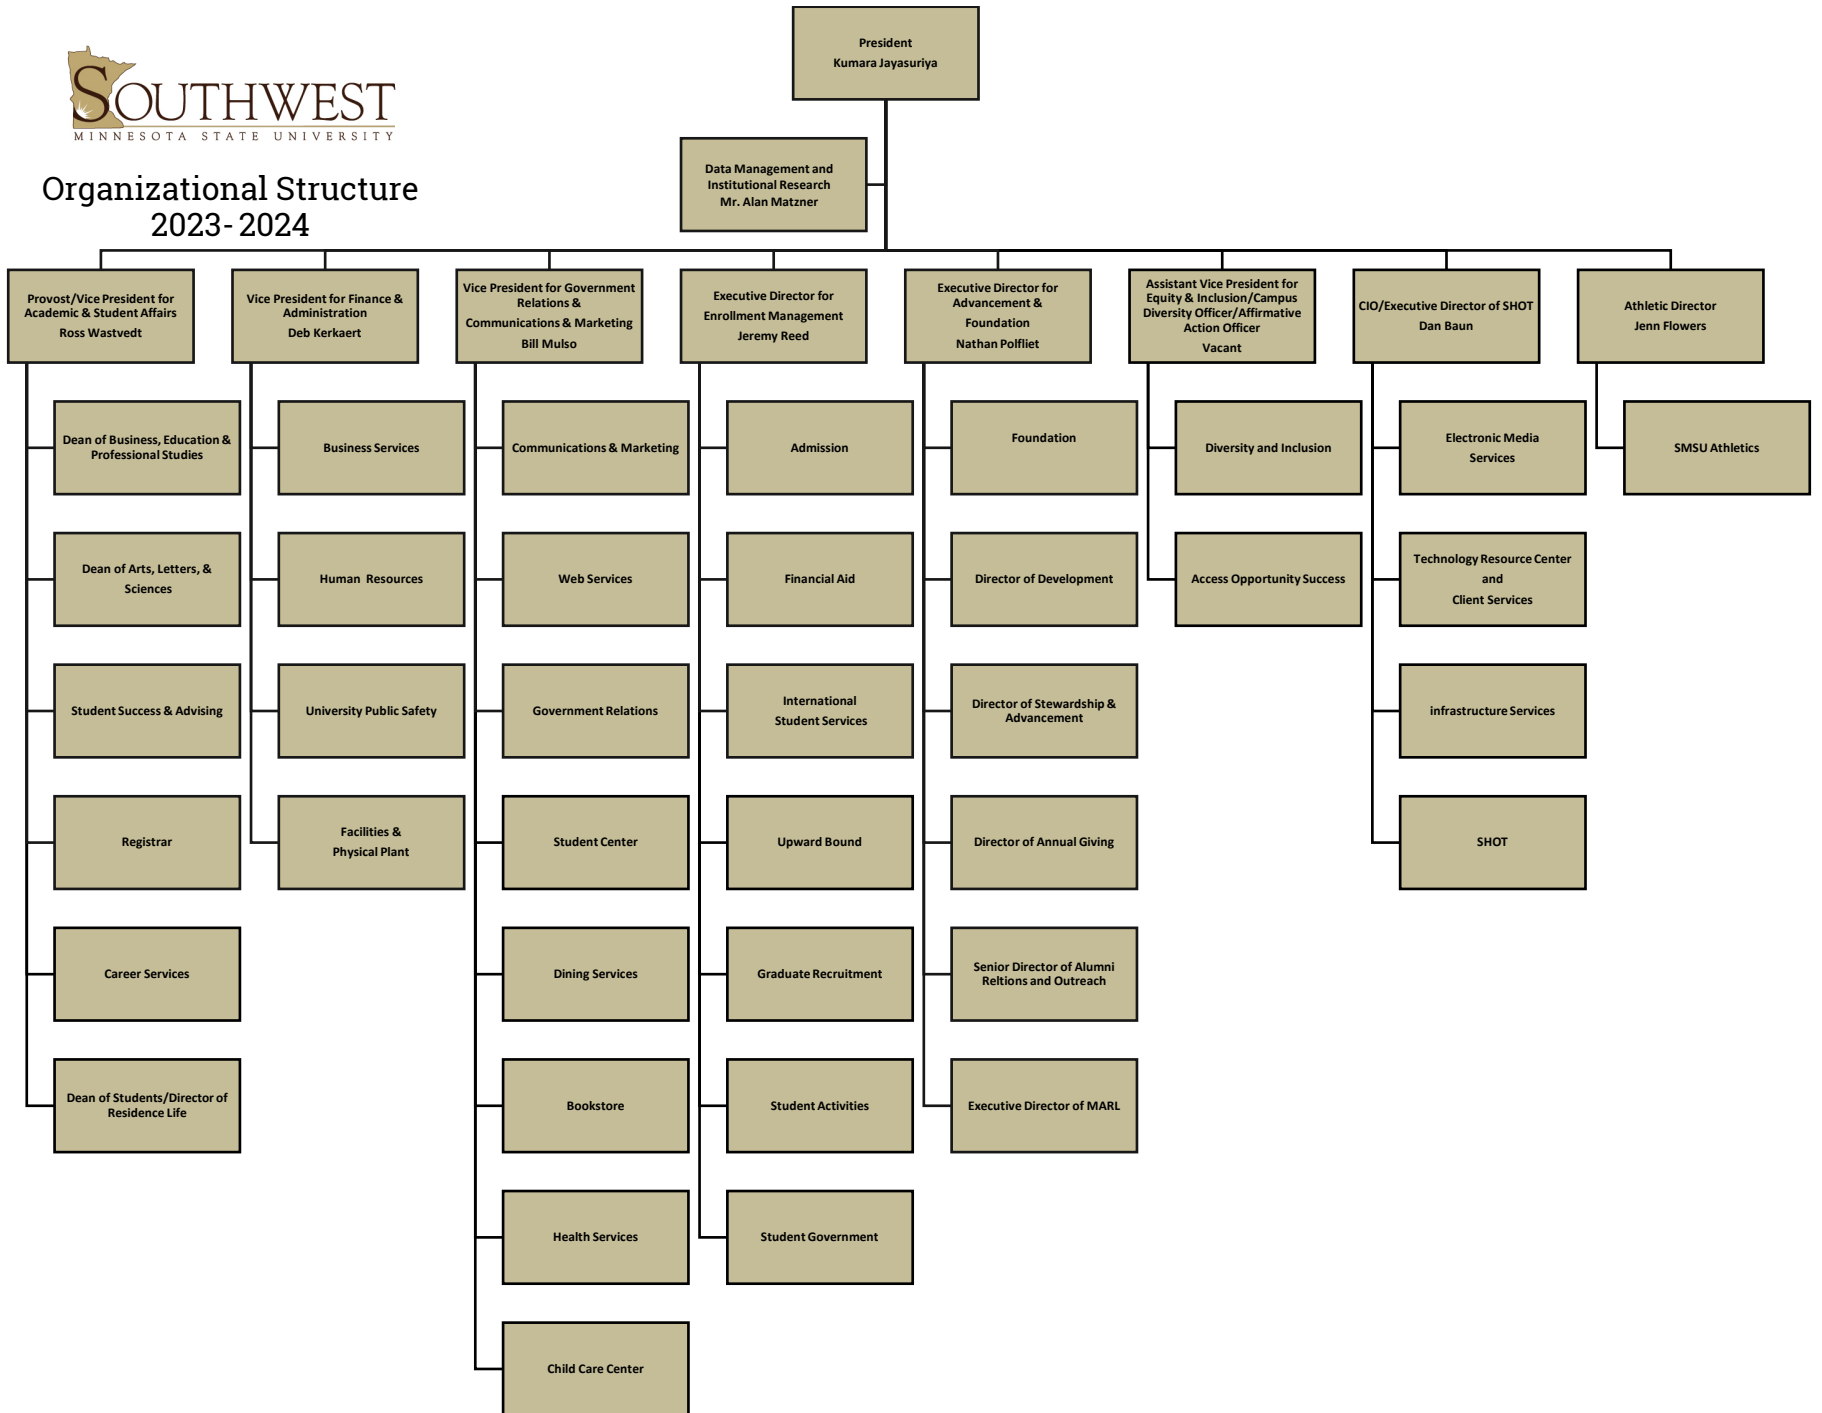 President
Kumara Jayasuriya
SOUTHWEST
MINNESOTA STATE UNIVERSITY
Data Management and
Institutional Research
Mr. Alan Matzner
Organizational Structure
2023- 2024
Provost/Vice President for
Academic & Student Affairs
Ross Wastvedt
Vice President for Finance &
Administration
Deb Kerkaert
Vice President for Government
Relations &
Communications & Marketing
Bill Mulso
Executive Director for
Enrollment Management
Jeremy Reed
Executive Director for
Advancement &
Foundation
Nathan Polfliet
Assistant Vice President for
Equity & Inclusion/Campus
Diversity Officer/Affirmative
Action Officer
Vacant
CIO/Executive Director of SHOT
Dan Baun
Athletic Director
Jenn Flowers
Dean of Business, Education &
Professional Studies
Business Services
Communications & Marketing
Admission
Foundation
Diversity and Inclusion
Electronic Media
Services
SMSU Athletics
Dean of Arts, Letters, &
Sciences
Human Resources
Web Services
Financial Aid
Director of Development
Access Opportunity Success
Technology Resource Center
and
Client Services
Student Success & Advising
University Public Safety
Government Relations
International
Student Services
Director of Stewardship &
Advancement
infrastructure Services
Registrar
Facilities &
Physical Plant
Student Center
Upward Bound
Director of Annual Giving
SHOT
Career Services
Dining Services
Graduate Recruitment
Senior Director of Alumni
Reltions and Outreach
Dean of Students/Director of
Residence Life
Bookstore
Student Activities
Executive Director of MARL
Health Services
Student Government
Child Care Center